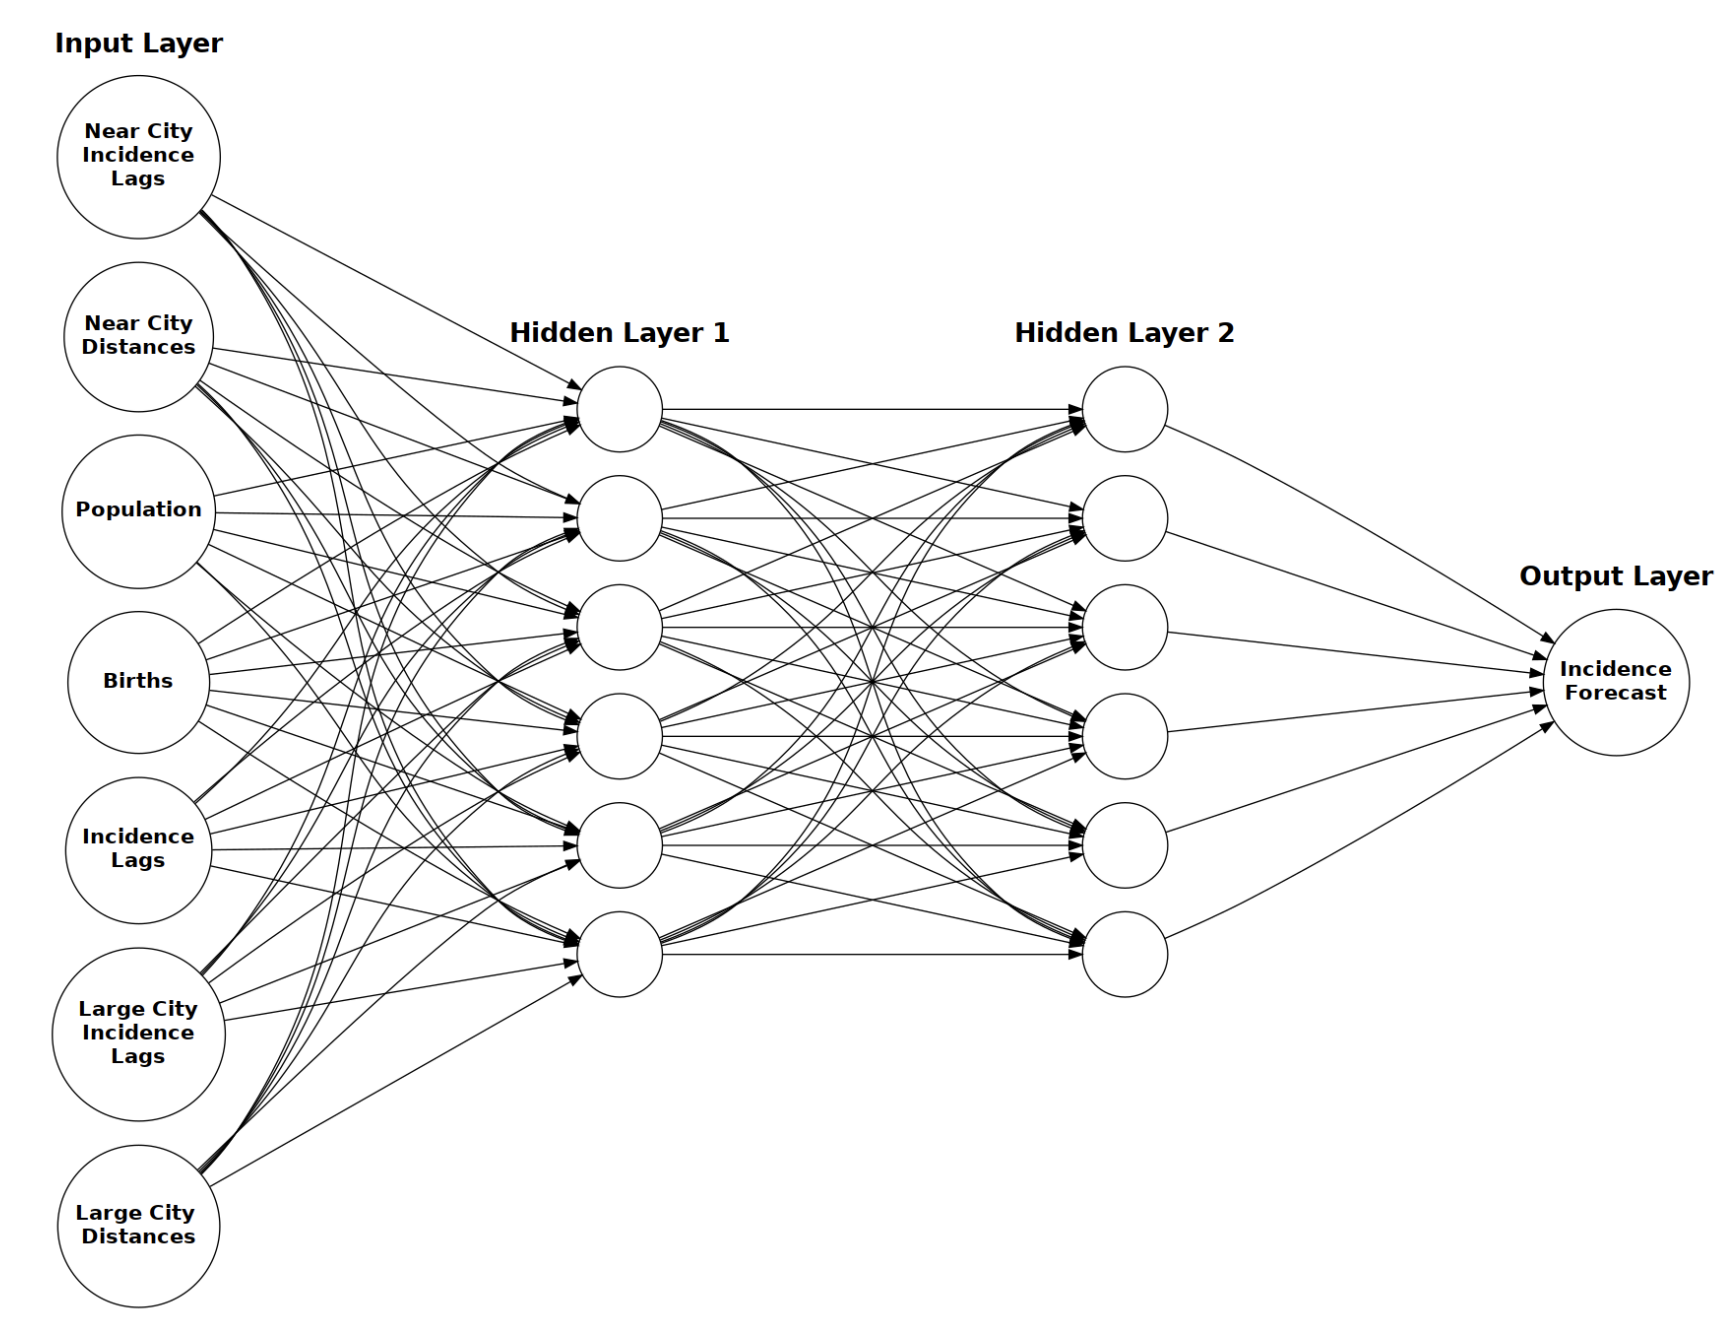 Input Layer
Near City
Incidence
Lags
Near City
Distances
Population
Births
Incidence
Lags
Large City
Incidence
Lags
Large City
Distances
Hidden Layer 1
Hidden Layer 2
Output Layer
Incidence
Forecast